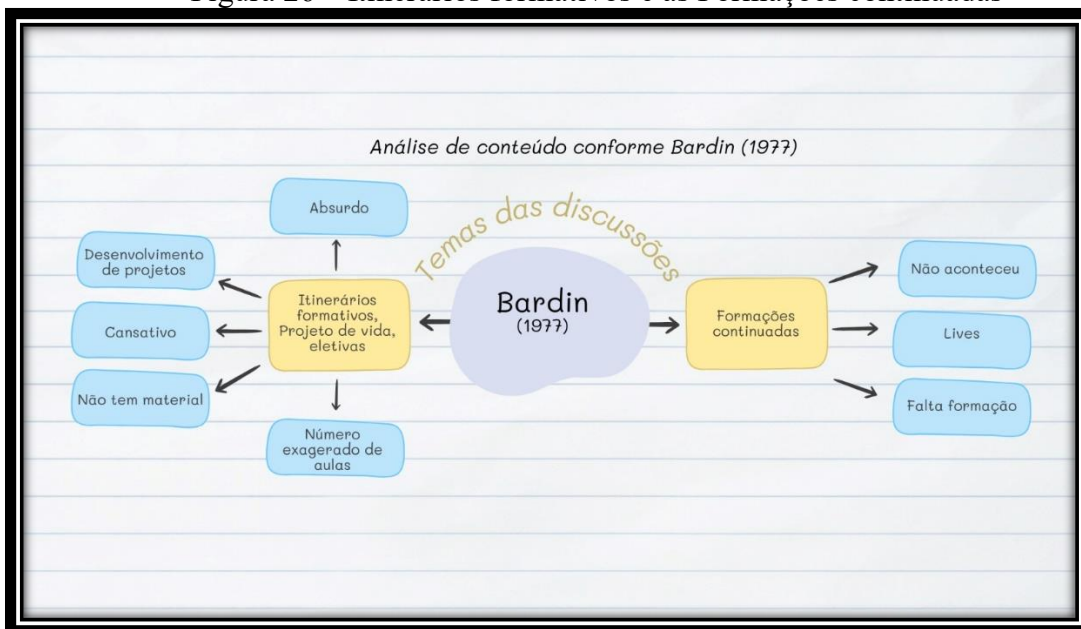 Análise de conteúdo conforme Bardin (1977)
Temas das discussões
Bardin
(1977)
Absurdo
Desenvolvimento
de projetos
Cansativo
Não tem material
Itinerários
formativos,
Projeto de vida,
eletivas
Número
exagerado de
aulas
Formações
continuadas
Não aconteceu
Lives
Falta formação